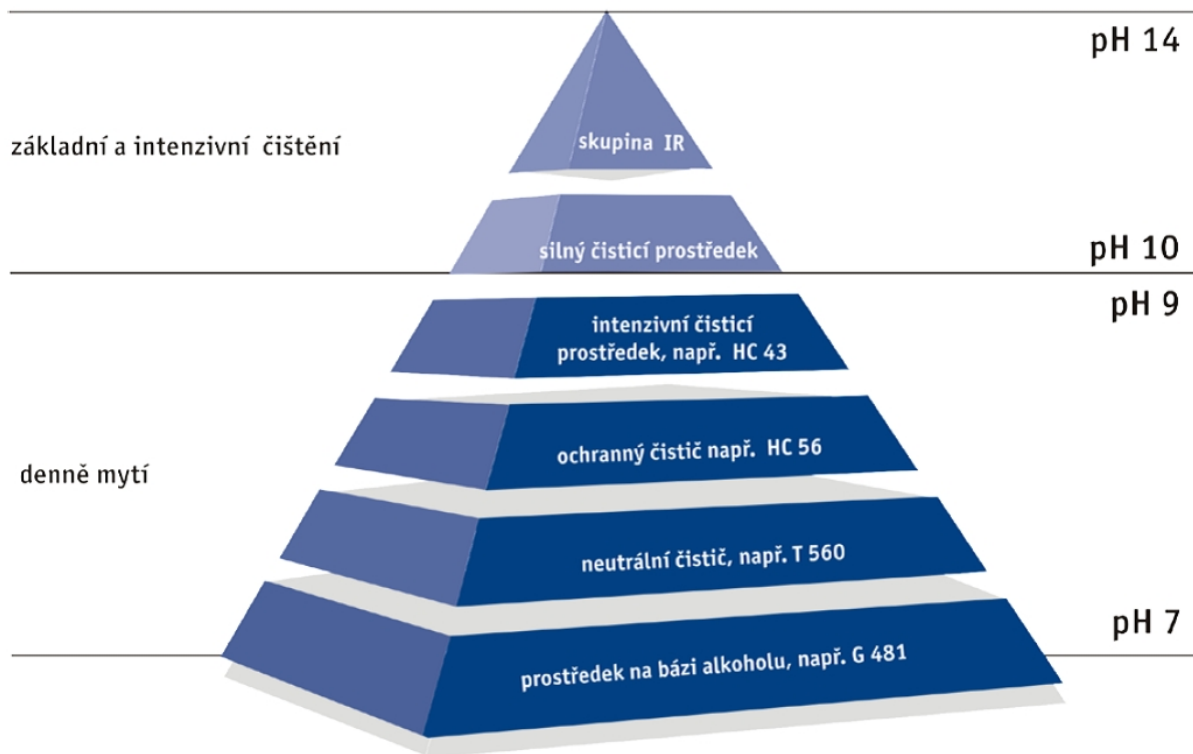 pH 14
základní a intenzivní čištění
skupina IR
silný čisticí prostředek
pH 10
pH 9
intenzivní čisticí
prostředek, např. HC 43
ochranný čistič např. HC 56
denně mytí
neutrální čistič, např. T 560
pH 7
prostředek na bázi alkoholu, např. G 481